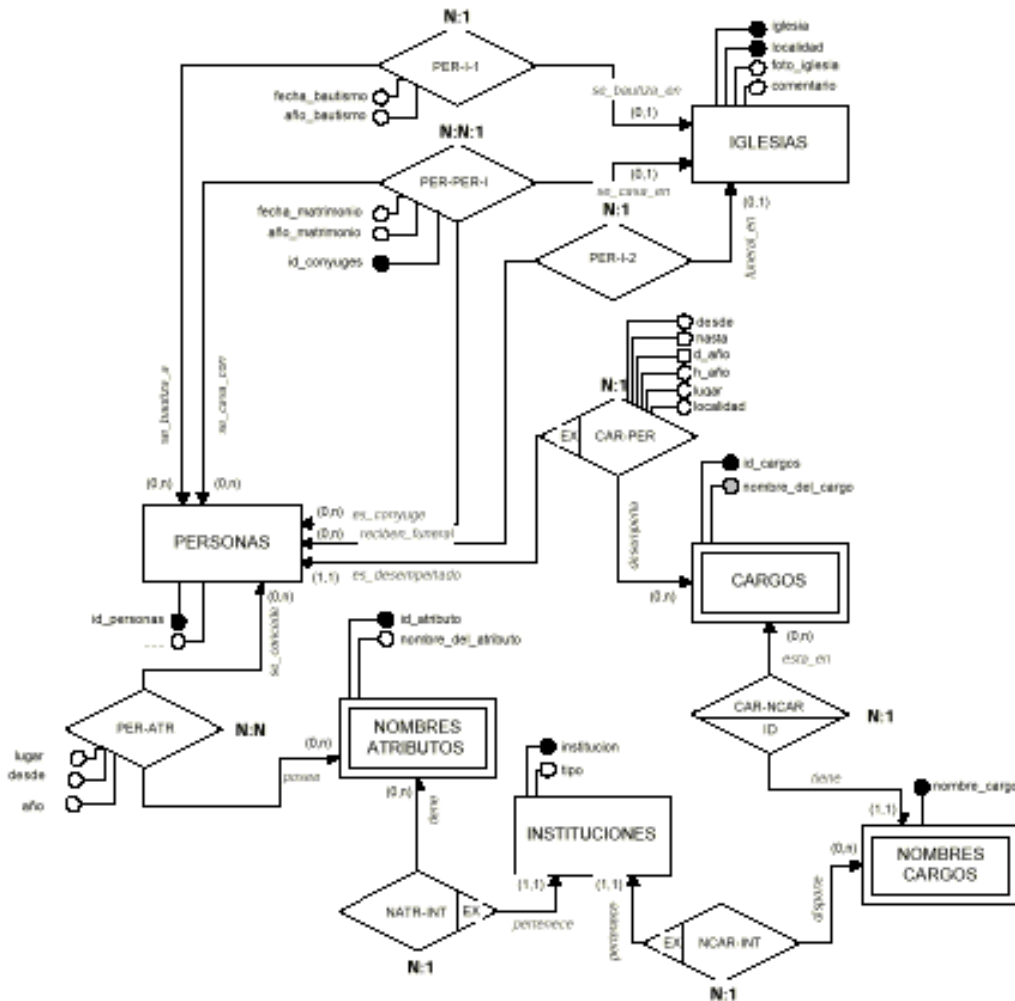 N:1
PER-I-1
fecha_bautismo
año_bautismo
se_bautiza_en
(0,1)
iglesia
localidad
foto_iglesia
comentario
IGLESIAS
N:N:1
PER-PER-I
fecha_matrimonio
año_matrimonio
id_conyuges
se_casa_en
(0,1)
N:1
PER-I-2
(0,1)
funeral_en
se_bautiza_a
se_casa_con
desde
hasta
d_año
h_año
lugar
localidad
N:1
EX
CAR-PER
id_cargos
nombre_del_cargo
desempeña
(0,n)
CARGOS
(0,n)
(0,n)
PERSONAS
(0,n)
es_conyuge
(0,n)
reciben_funeral
(1,1)
es_desempeñado
id_personas
(0,n)
se_concede
id_atributo
nombre_del_atributo
(0,n)
esta_en
CAR-NCAR
ID
N:1
PER-ATR
N:N
lugar
desde
año
(0,n)
posee
NOMBRES
ATRIBUTOS
(0,n)
tiene
institucion
tipo
INSTITUCIONES
tiene
(1,1)
nombre_cargo
NOMBRES
CARGOS
(0,n)
dispone
(1,1)
(1,1)
NATR-INT
EX
pertenece
N:1
pertenece
EX
NCAR-INT
N:1